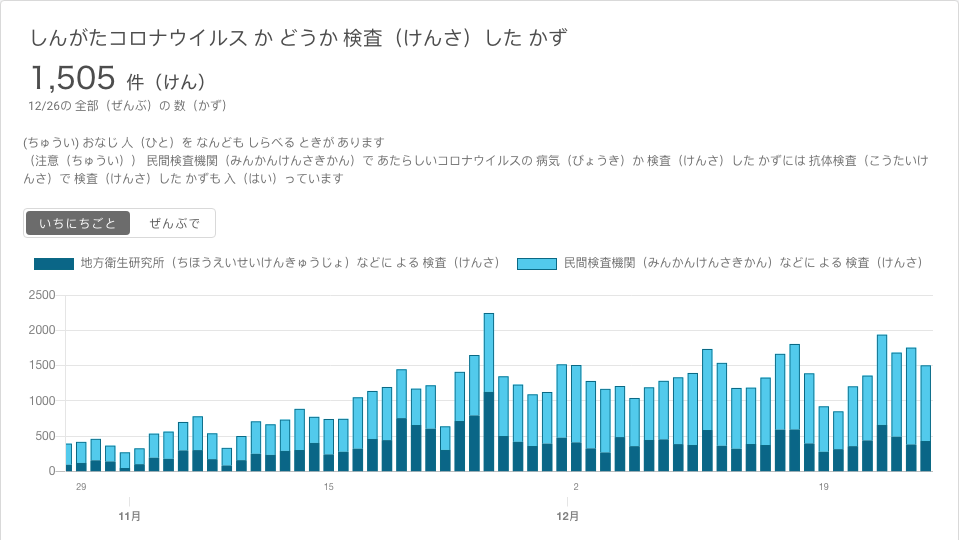 しんがたコロナウイルス か どうか 検査（けんさ）した かず
1,505 件（けん）
12/26の 全部（ぜんぶ）の 数（かず）
(ちゅうい) おなじ 人（ひと）を なんども しらべる ときが あります
（注意（ちゅうい）） 民間検査機関（みんかんけんさきかん）で あたらしいコロナウイルスの 病気（びょうき）か 検査（けんさ）した かずには 抗体検査（こうたいけ
んさ）で 検査（けんさ）した かずも 入（はい）っています
いちにちごと ぜんぶで
地方衛生研究所（ちほうえいせいけんきゅうじょ）などに よる 検査（けんさ） 民間検査機関（みんかんけんさきかん）などに よる 検査（けんさ）
2500
2000
1500
1000
500
0
29 15 2 19
11月 12月